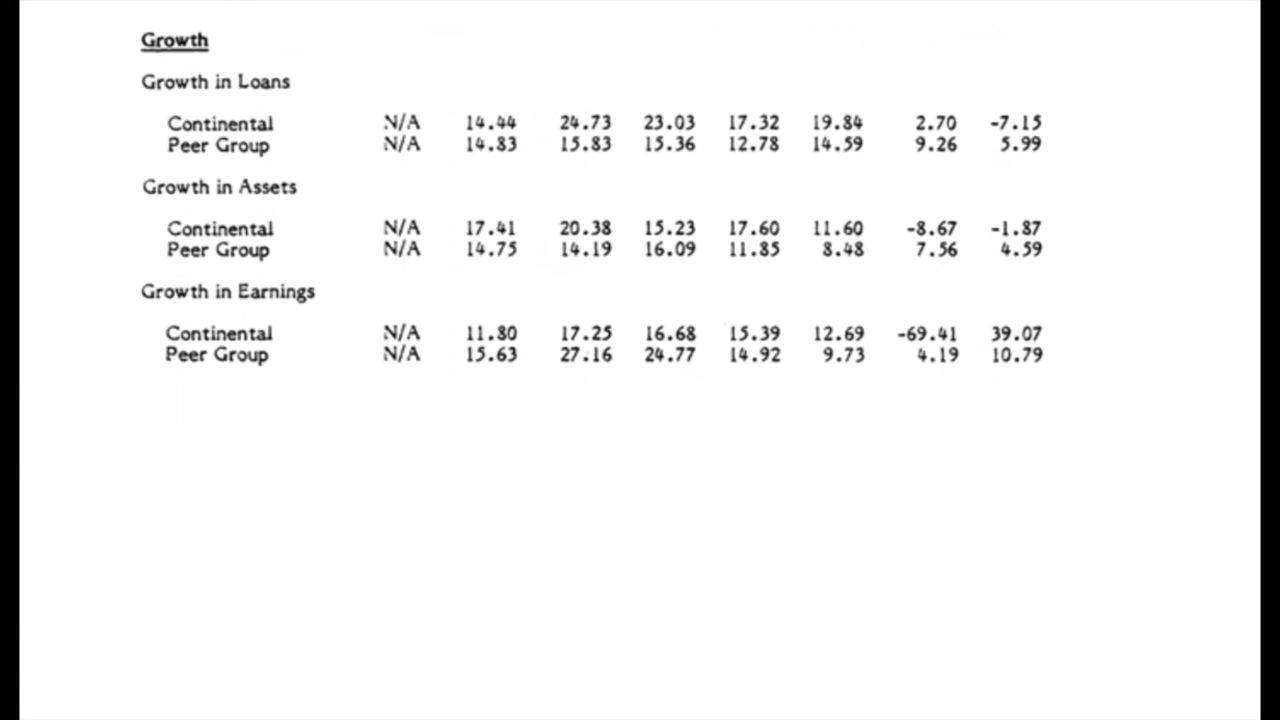 Growth
Growth in Loans
Continental N/A 14.44 24.73 23.03 17.32 19.84 2.70 -7.15
Peer Group N/A 14.83 15.83 15.36 12.78 14.59 9.26 5.99
Growth in Assets
Continental N/A 17.41 20.38 15.23 17.60 11.60 -8.67 -1.87
Peer Group N/A 14.75 14.19 16.09 11.85 8.48 7.56 4.59
Growth in Earnings
Continental N/A 11.80 17.25 16.68 15.39 12.69 -69.41 39.07
Peer Group N/A 15.63 27.16 24.77 14.92 9.73 4.19 10.79